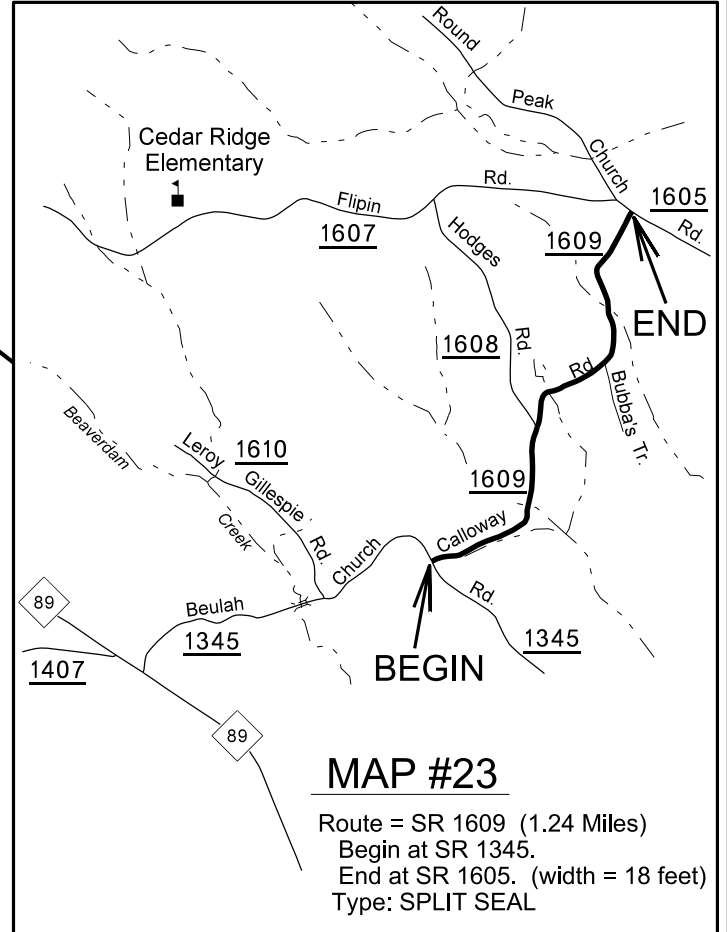 Round
Peak
Church
Rd.
1605
Cedar Ridge
Elementary
Flipin
Rd.
1607
Hodges
Rd.
1608
1609
END
Rd.
Bubba's Tr.
1609
Calloway
Beaverdam
Creek
Leroy
Gillespie
Rd.
1610
Beulah
Church
Rd.
1345
1345
BEGIN
89
1407
89
MAP #23
Route = SR 1609 (1.24 Miles)
Begin at SR 1345.
End at SR 1605. (width = 18 feet)
Type: SPLIT SEAL